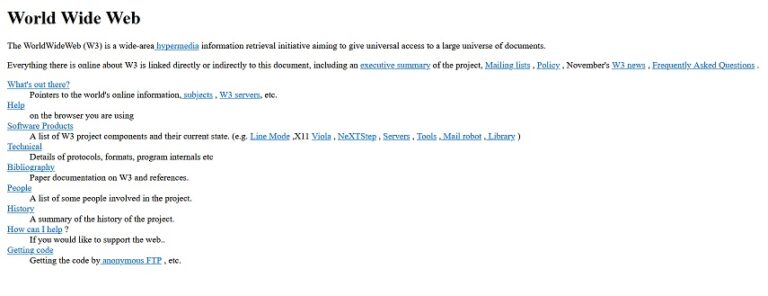 World Wide Web
The WorldWideWeb (W3) is a wide-area hypermedia information retrieval initiative aiming to give universal access to a large universe of documents.
Everything there is online about W3 is linked directly or indirectly to this document, including an executive summary of the project, Mailing lists , Policy , November's W3 news , Frequently Asked Questions .
What's out there?
Pointers to the world's online information, subjects , W3 servers, etc.
Help
on the browser you are using
Software Products
A list of W3 project components and their current state. (e.g. Line Mode ,X11 Viola , NeXTStep , Servers , Tools , Mail robot , Library )
Technical
Details of protocols, formats, program internals etc
Bibliography
Paper documentation on W3 and references.
People
A list of some people involved in the project.
History
A summary of the history of the project.
How can I help ?
If you would like to support the web..
Getting code
Getting the code by anonymous FTP , etc.